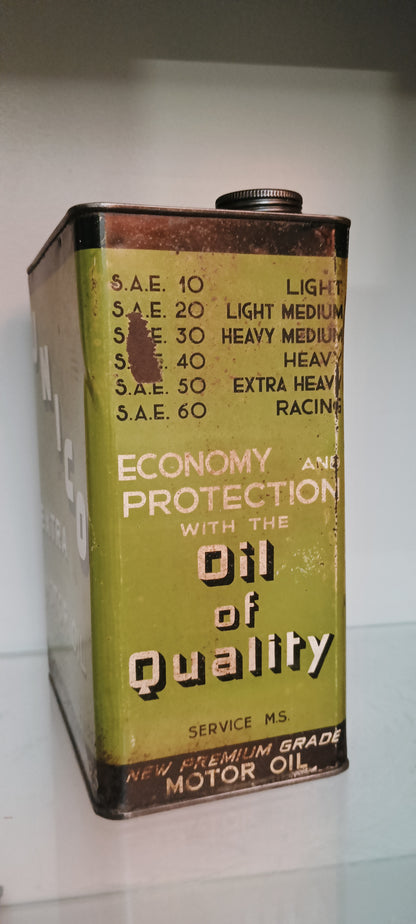 S.A.E. 10 LIGHT
S.A.E. 20 LIGHT MEDIUM
S.A.E. 30 HEAVY MEDIUM
S.A.E. 40 HEAVY
S.A.E. 50 EXTRA HEAVY
S.A.E. 60 RACING
ECONOMY AND
PROTECTION
WITH THE
Oil
of
Quality
SERVICE M.S.
NEW PREMIUM GRADE
MOTOR OIL